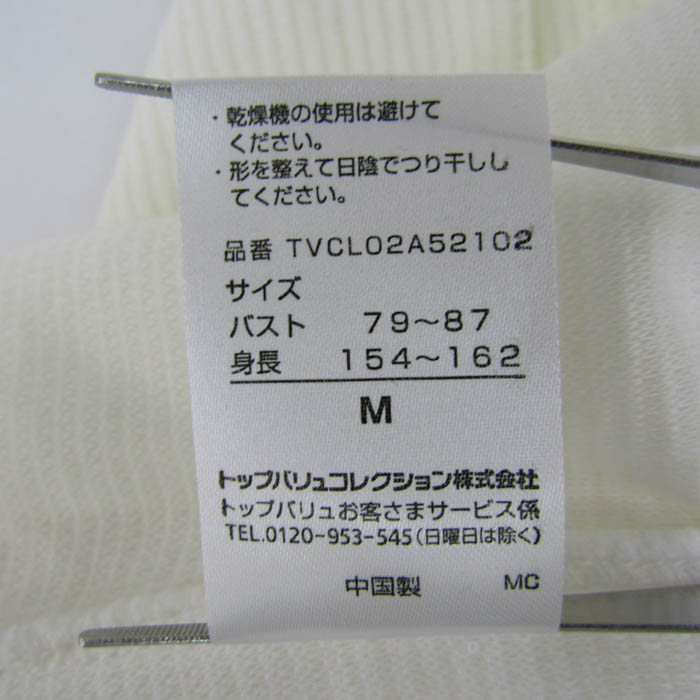 ・乾燥機の使用は避けて
ください。
・形を整えて日陰でつり干しし
てください。
品番 TVCL02A52102
サイズ
バスト 79～87
身長 154～162
M
トップバリュコレクション株式会社
トップバリュお客さまサービス係
TEL.0120-953-545(日曜日は除く)
中国製 MC